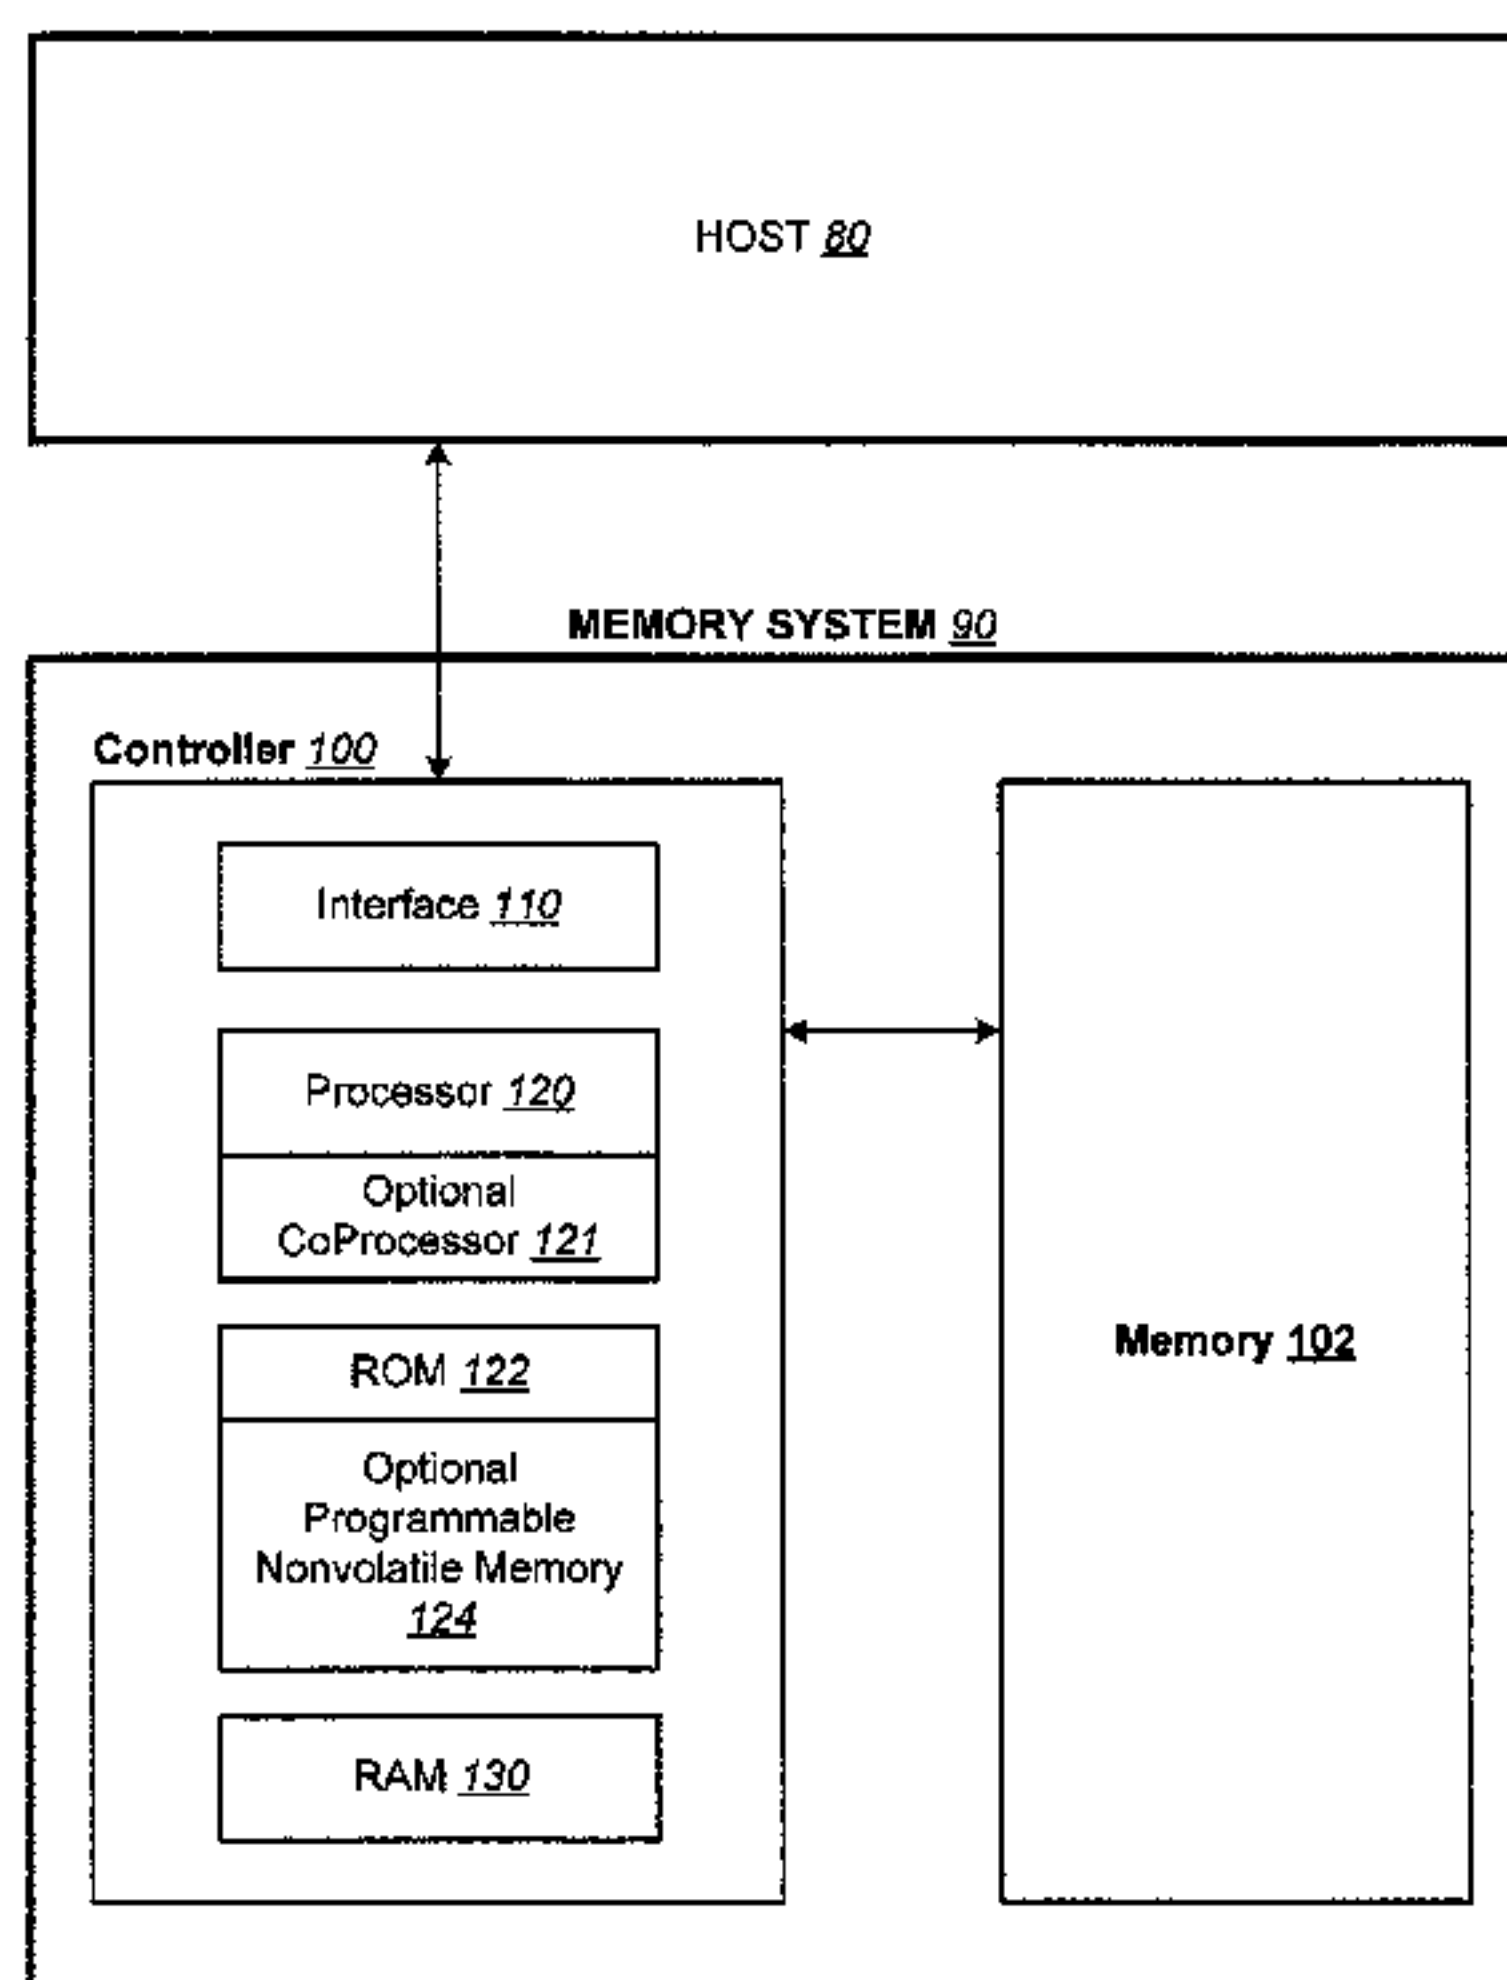 HOST 80
MEMORY SYSTEM 90
Controller 100
Interface 110
Processor 120
Optional
CoProcessor 121
ROM 122
Optional
Programmable
Nonvolatile Memory
124
RAM 130
Memory 102